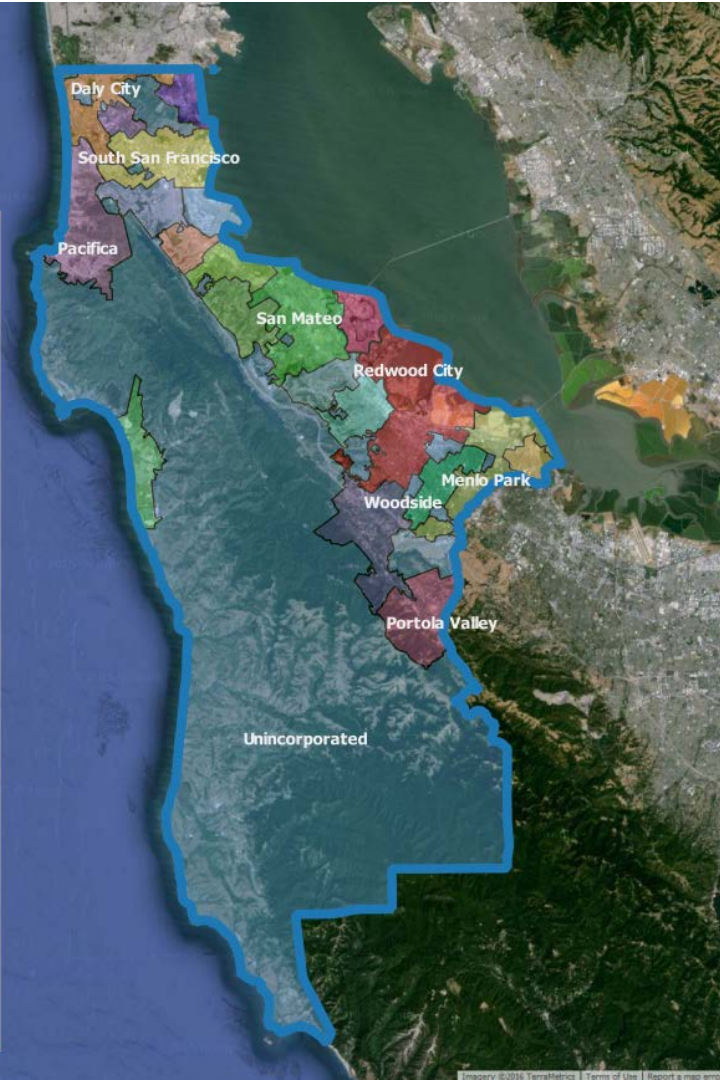 Daly City
South San Francisco
Pacifica
San Mateo
Redwood City
Menlo Park
Woodside
Portola Valley
Unincorporated
Imagery ©2016 TerraMetrics | Terms of Use | Report a map